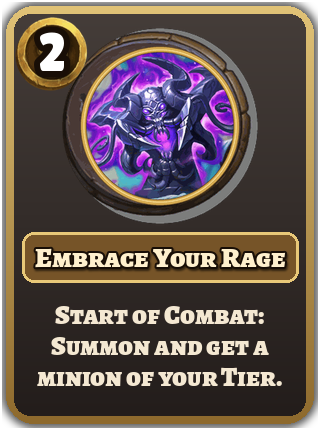 2
Embrace Your Rage
Start of Combat:
Summon and get a
minion of your Tier.